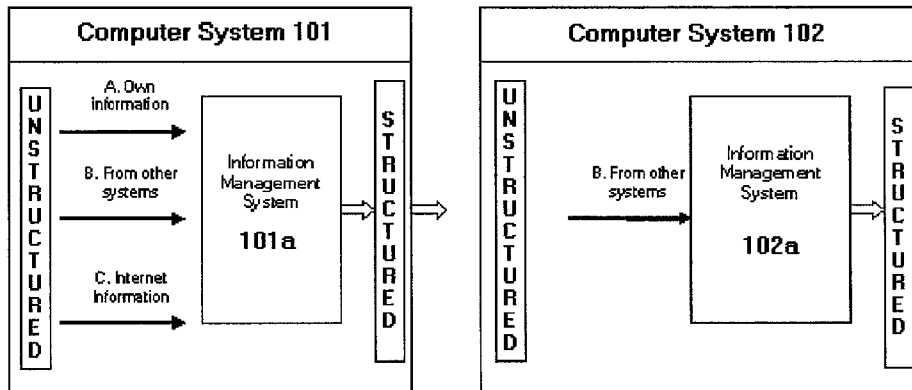 Computer System 101
UNSTRUCTURED
A. Own
information
B. From other
systems
C. Internet
Information
Information
Management
System
101a
STRUCTURED
Computer System 102
UNSTRUCTURED
B. From other
systems
Information
Management
System
102a
STRUCTURED